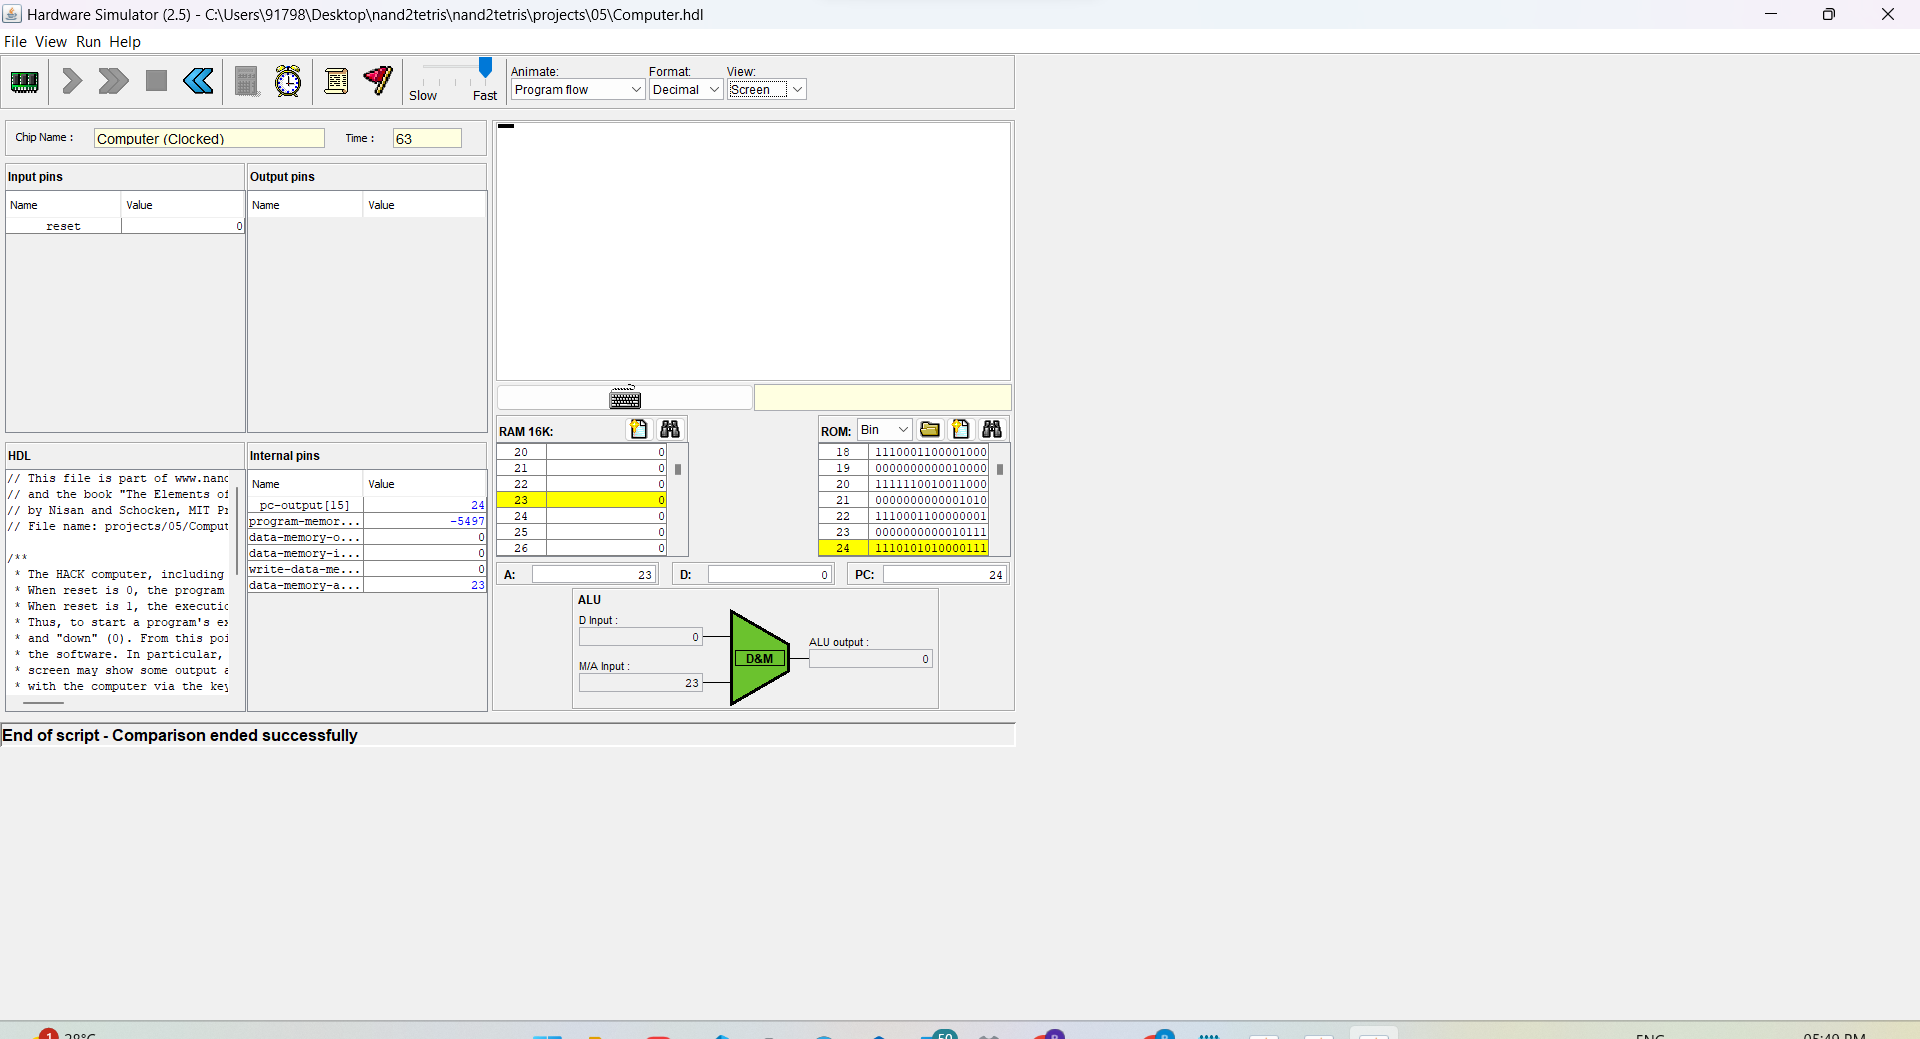 Hardware Simulator (2.5) - C:\Users\91798\Desktop\nand2tetris\nand2tetris\projects\05\Computer.hdl
File View Run Help
Slow Fast
Animate: Format: View:
Program flow Decimal Screen
Chip Name : Computer (Clocked) Time : 63
Input pins Output pins
Name Value Name Value
reset 0
HDL
// This file is part of www.nand
// and the book "The Elements of
// by Nisan and Schocken, MIT Pr
// File name: projects/05/Comput
/**
* The HACK computer, including
* When reset is 0, the program
* When reset is 1, the executio
* Thus, to start a program's ex
* and "down" (0). From this poi
* the software. In particular,
* screen may show some output a
* with the computer via the key
Internal pins
Name Value
pc-output[15] 24
program-memor... -5497
data-memory-o... 0
data-memory-i... 0
write-data-me... 0
data-memory-a... 23
RAM 16K:
20 0
21 0
22 0
23 0
24 0
25 0
26 0
ROM: Bin
18 1110001100001000
19 0000000000010000
20 1111110010011000
21 0000000000001010
22 1110001100000001
23 0000000000010111
24 1110101010000111
A: 23 D: 0 PC: 24
ALU
D Input :
0
M/A Input :
23
D&M
ALU output :
0
End of script - Comparison ended successfully